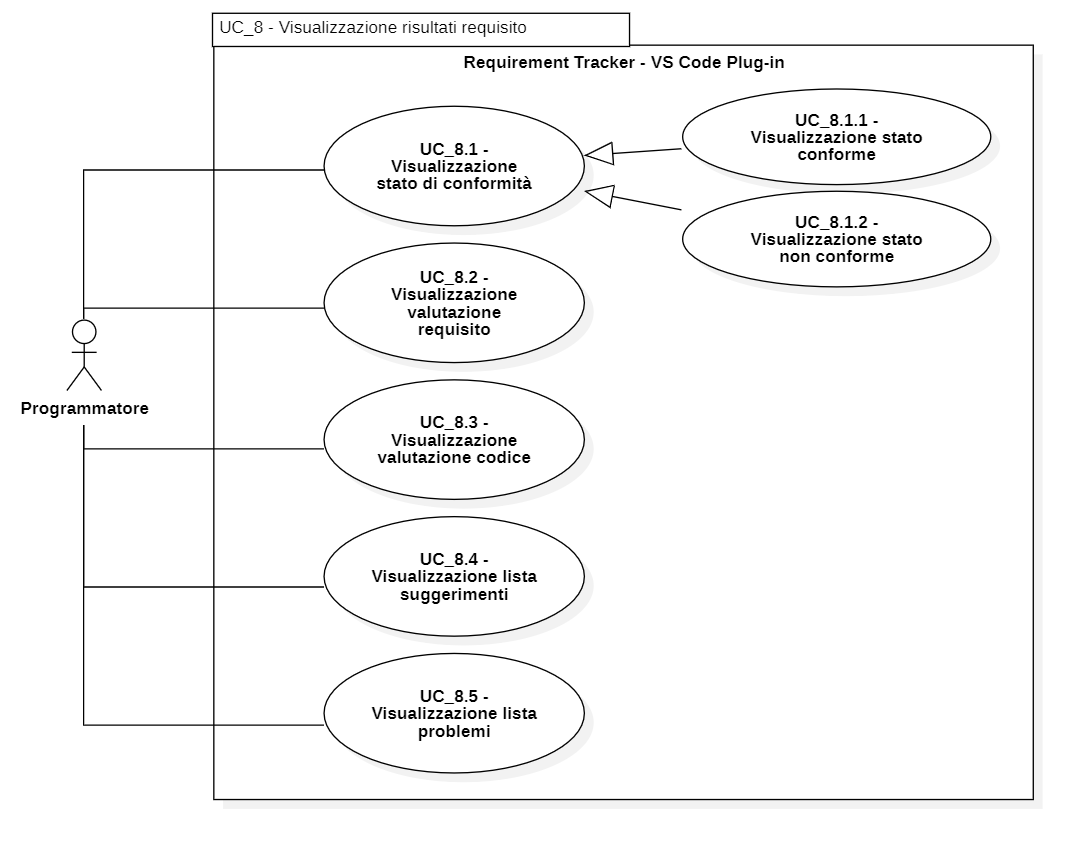 UC_8 - Visualizzazione risultati requisito
Requirement Tracker - VS Code Plug-in
UC_8.1 -
Visualizzazione
stato di conformità
UC_8.1.1 -
Visualizzazione stato
conforme
UC_8.1.2 -
Visualizzazione stato
non conforme
UC_8.2 -
Visualizzazione
valutazione
requisito
Programmatore
UC_8.3 -
Visualizzazione
valutazione codice
UC_8.4 -
Visualizzazione lista
suggerimenti
UC_8.5 -
Visualizzazione lista
problemi